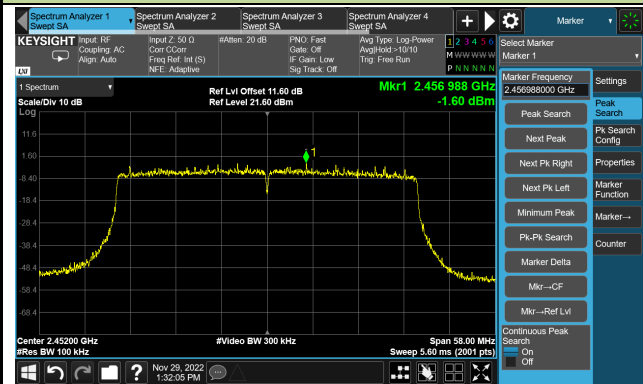 Spectrum Analyzer 1
Swept SA
Spectrum Analyzer 2
Swept SA
Spectrum Analyzer 3
Swept SA
Spectrum Analyzer 4
Swept SA
Marker
KEYSIGHT
LXI
Input: RF
Coupling: AC
Align: Auto
Input Z: 50 Ω
Corr CCorr
Freq Ref: Int (S)
NFE: Adaptive
#Atten: 20 dB
PNO: Fast
Gate: Off
IF Gain: Low
Sig Track: Off
Avg Type: Log-Power
Avg|Hold:>10/10
Trig: Free Run
1 2 3 4 5 6
M W W W W W
P N N N N N
Select Marker
Marker 1
1 Spectrum
Scale/Div 10 dB
Log
Ref Lvl Offset 11.60 dB
Ref Level 21.60 dBm
Mkr1 2.456 988 GHz
-1.60 dBm
11.6
1.60
-8.40
-18.4
-28.4
-38.4
-48.4
-58.4
-68.4
1
Center 2.45200 GHz
#Res BW 100 kHz
#Video BW 300 kHz
Span 58.00 MHz
Sweep 5.60 ms (2001 pts)
Marker Frequency
2.456988000 GHz
Peak Search
Next Peak
Next Pk Right
Next Pk Left
Minimum Peak
Pk-Pk Search
Marker Delta
Mkr→CF
Mkr→Ref Lvl
Continuous Peak
Search
On
Off
Settings
Peak
Search
Pk Search
Config
Properties
Marker
Function
Marker→
Counter
Nov 29, 2022
1:32:05 PM